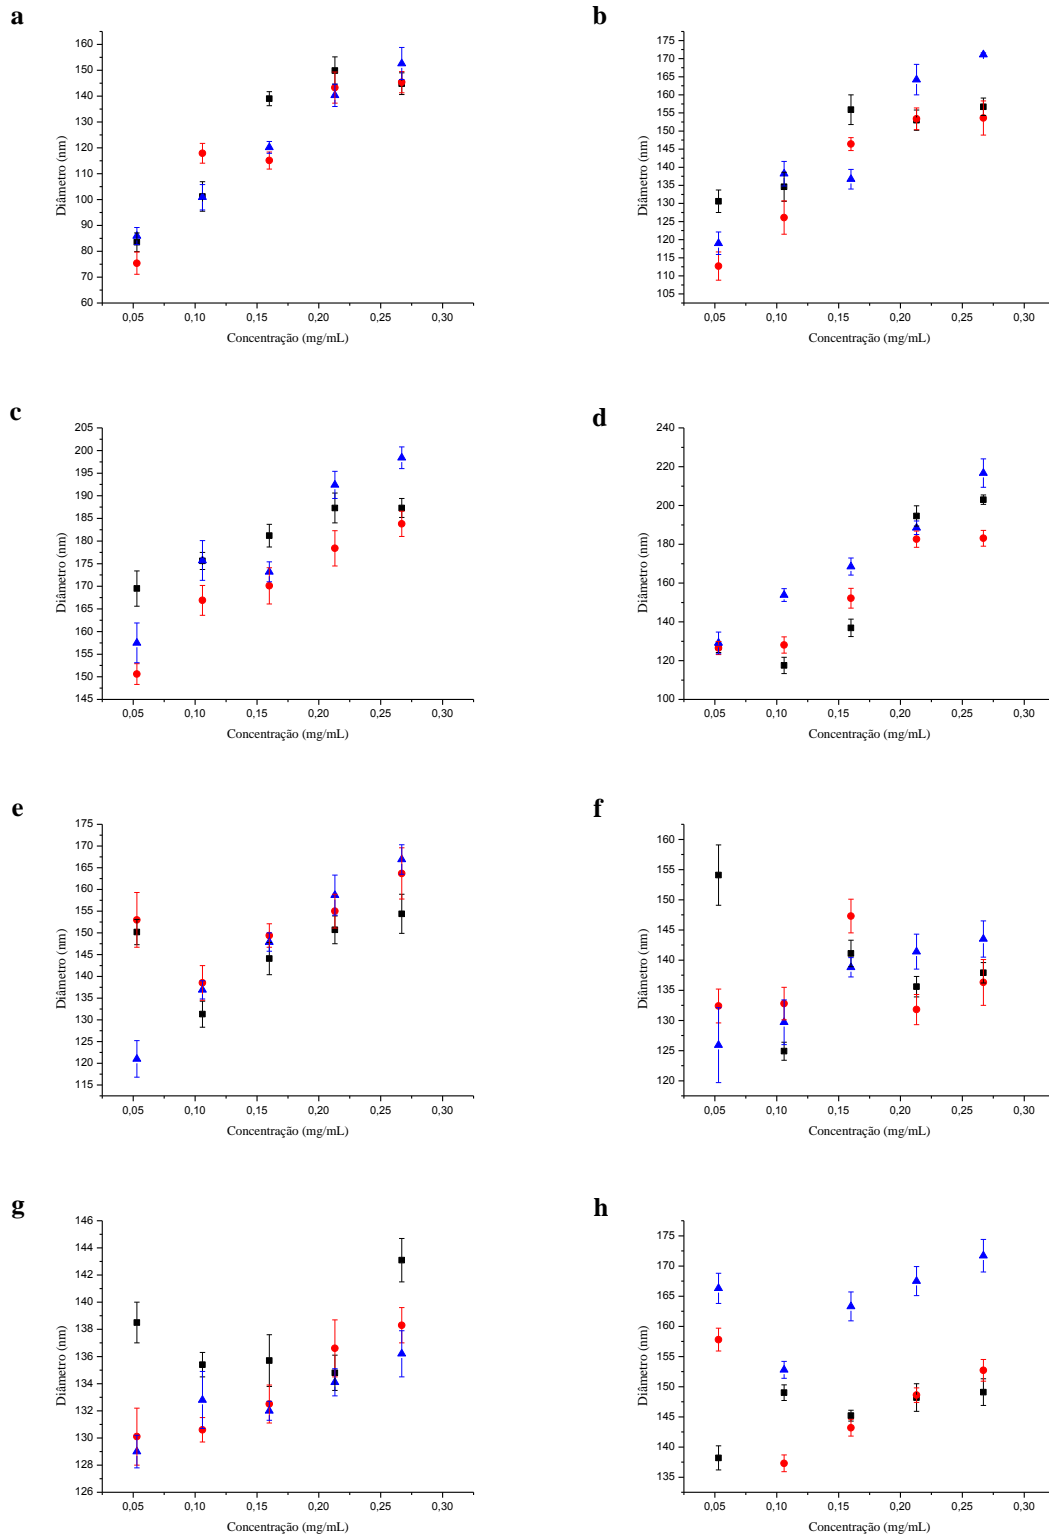 a
160
150
140
130
120
110
100
90
80
70
60
Diâmetro (nm)
0,05 0,10 0,15 0,20 0,25 0,30
Concentração (mg/mL)
b
175
170
165
160
155
150
145
140
135
130
125
120
115
110
105
Diâmetro (nm)
0,05 0,10 0,15 0,20 0,25 0,30
Concentração (mg/mL)
c
205
200
195
190
185
180
175
170
165
160
155
150
145
Diâmetro (nm)
0,05 0,10 0,15 0,20 0,25 0,30
Concentração (mg/mL)
d
240
220
200
180
160
140
120
100
Diâmetro (nm)
0,05 0,10 0,15 0,20 0,25 0,30
Concentração (mg/mL)
e
175
170
165
160
155
150
145
140
135
130
125
120
115
Diâmetro (nm)
0,05 0,10 0,15 0,20 0,25 0,30
Concentração (mg/mL)
f
160
155
150
145
140
135
130
125
120
Diâmetro (nm)
0,05 0,10 0,15 0,20 0,25 0,30
Concentração (mg/mL)
g
146
144
142
140
138
136
134
132
130
128
126
Diâmetro (nm)
0,05 0,10 0,15 0,20 0,25 0,30
Concentração (mg/mL)
h
175
170
165
160
155
150
145
140
135
Diâmetro (nm)
0,05 0,10 0,15 0,20 0,25 0,30
Concentração (mg/mL)